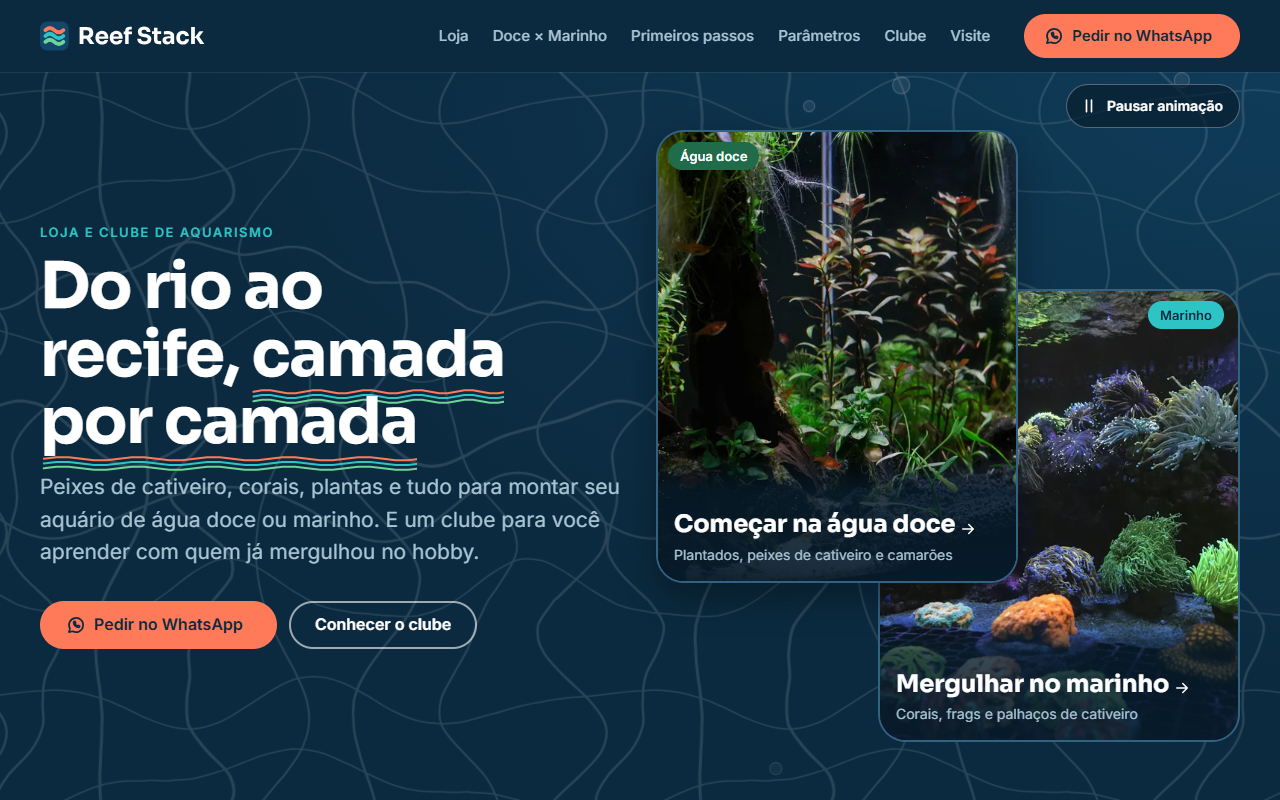 Reef Stack
Loja
Doce × Marinho
Primeiros passos
Parâmetros
Clube
Visite
Pedir no WhatsApp
Pausar animação
LOJA E CLUBE DE AQUARISMO
Do rio ao
recife, camada
por camada
Peixes de cativeiro, corais, plantas e tudo para montar seu
aquário de água doce ou marinho. E um clube para você
aprender com quem já mergulhou no hobby.
Pedir no WhatsApp
Conhecer o clube
Água doce
Começar na água doce →
Plantados, peixes de cativeiro e camarões
Marinho
Mergulhar no marinho →
Corais, frags e palhaços de cativeiro